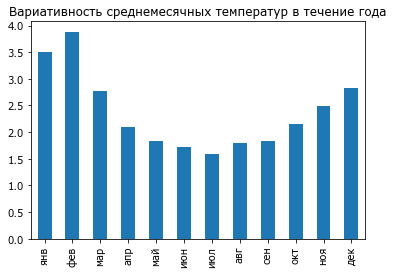 Вариативность среднемесячных температур в течение года
4.0
3.5
3.0
2.5
2.0
1.5
1.0
0.5
0.0
янв
фев
мар
апр
май
июн
июл
авг
сен
окт
ноя
дек